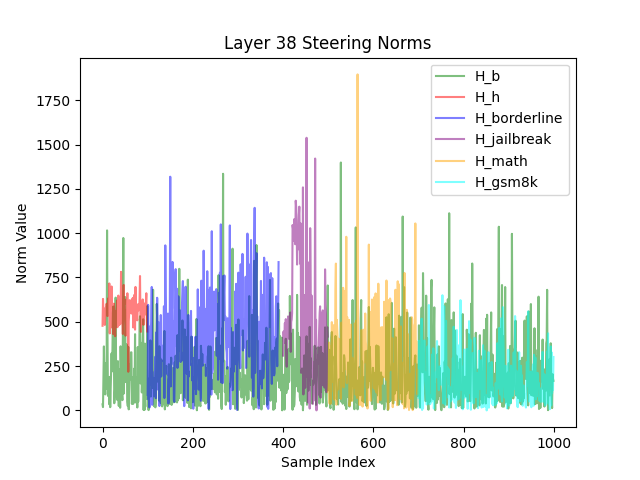 Layer 38 Steering Norms
Norm Value
1750
1500
1250
1000
750
500
250
0
0
200
400
600
800
1000
Sample Index
H_b
H_h
H_borderline
H_jailbreak
H_math
H_gsm8k